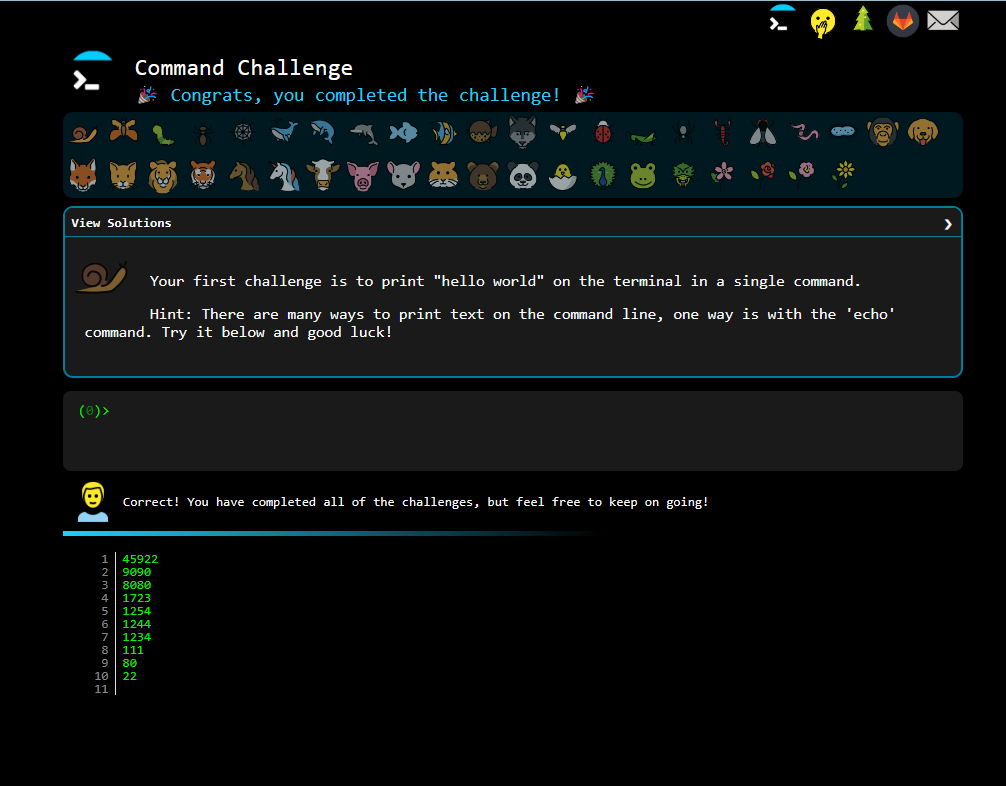 Command Challenge
🎉 Congrats, you completed the challenge! 🎉
View Solutions
Your first challenge is to print "hello world" on the terminal in a single command.
Hint: There are many ways to print text on the command line, one way is with the 'echo'
command. Try it below and good luck!
(0)>
Correct! You have completed all of the challenges, but feel free to keep on going!
1 45922
2 9090
3 8080
4 1723
5 1254
6 1244
7 1234
8 111
9 80
10 22
11